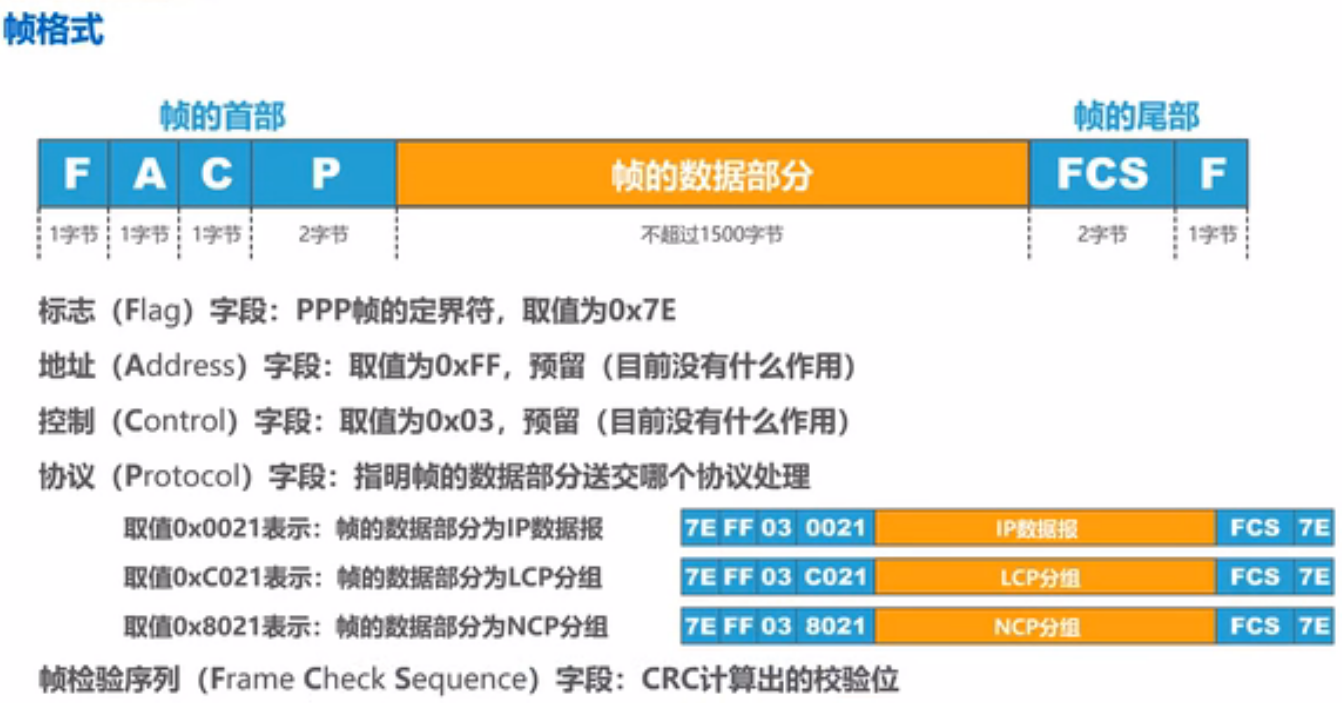 帧格式
帧的首部 帧的尾部
F A C P 帧的数据部分 FCS F
1字节 1字节 1字节 2字节 不超过1500字节 2字节 1字节
标志（Flag）字段：PPP帧的定界符，取值为0x7E
地址（Address）字段：取值为0xFF，预留（目前没有什么作用）
控制（Control）字段：取值为0x03，预留（目前没有什么作用）
协议（Protocol）字段：指明帧的数据部分送交哪个协议处理
取值0x0021表示：帧的数据部分为IP数据报 7E FF 03 0021 IP数据报 FCS 7E
取值0xC021表示：帧的数据部分为LCP分组 7E FF 03 C021 LCP分组 FCS 7E
取值0x8021表示：帧的数据部分为NCP分组 7E FF 03 8021 NCP分组 FCS 7E
帧检验序列（Frame Check Sequence）字段：CRC计算出的校验位